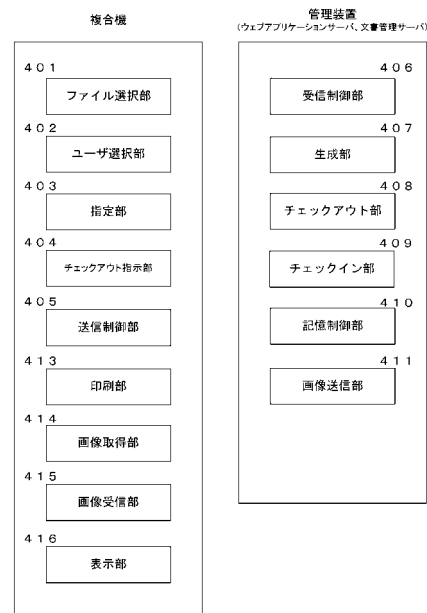 複合機
401
ファイル選択部
402
ユーザ選択部
403
指定部
404
チェックアウト指示部
405
送信制御部
413
印刷部
414
画像取得部
415
画像受信部
416
表示部
管理装置
(ウェブアプリケーションサーバ、文書管理サーバ)
406
受信制御部
407
生成部
408
チェックアウト部
409
チェックイン部
410
記憶制御部
411
画像送信部